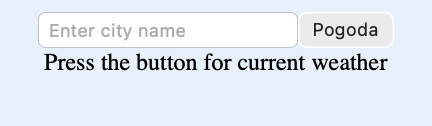 Enter city name Pogoda
Press the button for current weather